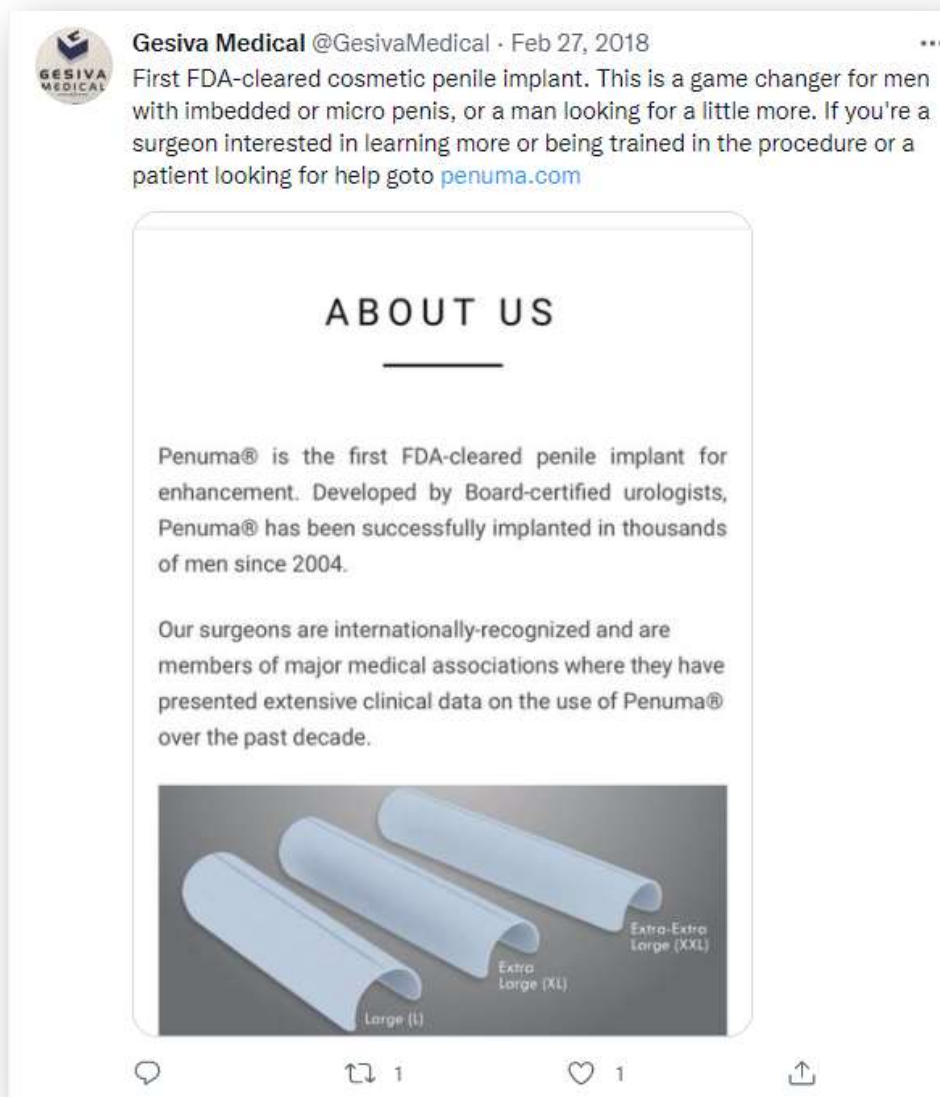 Gesiva Medical @GesivaMedical · Feb 27, 2018
GESIVA
MEDICAL
First FDA-cleared cosmetic penile implant. This is a game changer for men
with imbedded or micro penis, or a man looking for a little more. If you're a
surgeon interested in learning more or being trained in the procedure or a
patient looking for help goto penuma.com
ABOUT US
Penuma® is the first FDA-cleared penile implant for
enhancement. Developed by Board-certified urologists,
Penuma® has been successfully implanted in thousands
of men since 2004.
Our surgeons are internationally-recognized and are
members of major medical associations where they have
presented extensive clinical data on the use of Penuma®
over the past decade.
Extra-Extra
Large (XXL)
Extra
Large (XL)
Large (L)
1
1